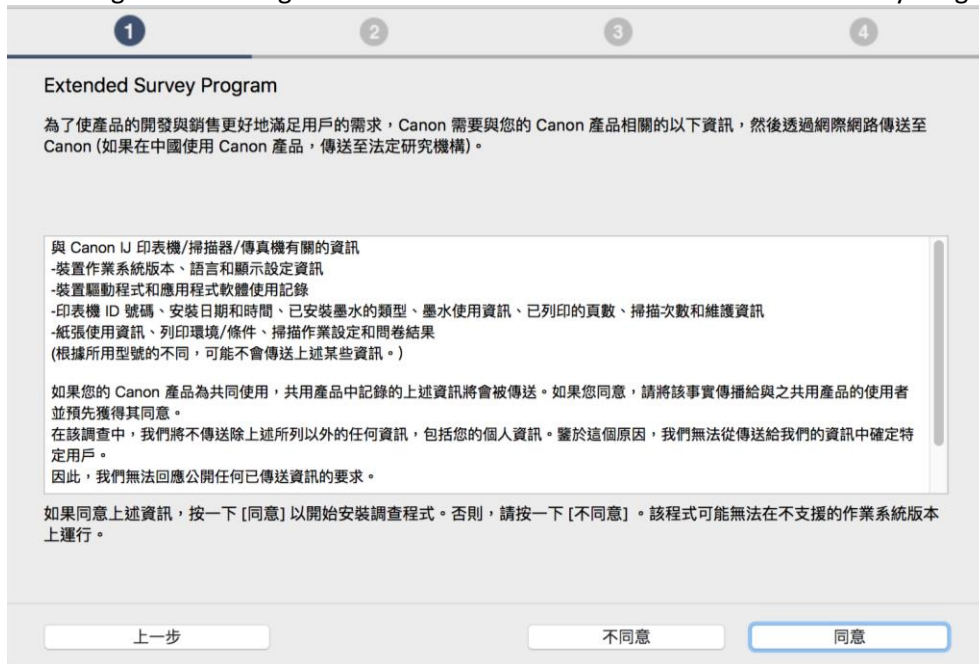 1 2 3 4
Extended Survey Program
為了使產品的開發與銷售更好地滿足用戶的需求，Canon 需要與您的 Canon 產品相關的以下資訊，然後透過網際網路傳送至
Canon (如果在中國使用 Canon 產品，傳送至法定研究機構)。
與 Canon IJ 印表機/掃描器/傳真機有關的資訊
-裝置作業系統版本、語言和顯示設定資訊
-裝置驅動程式和應用程式軟體使用記錄
-印表機 ID 號碼、安裝日期和時間、已安裝墨水的類型、墨水使用資訊、已列印的頁數、掃描次數和維護資訊
-紙張使用資訊、列印環境/條件、掃描作業設定和問卷結果
(根據所用型號的不同，可能不會傳送上述某些資訊。)
如果您的 Canon 產品為共同使用，共用產品中記錄的上述資訊將會被傳送。如果您同意，請將該事實傳播給與之共用產品的使用者
並預先獲得其同意。
在該調查中，我們將不傳送除上述所列以外的任何資訊，包括您的個人資訊。鑒於這個原因，我們無法從傳送給我們的資訊中確定特
定用戶。
因此，我們無法回應公開任何已傳送資訊的要求。
如果同意上述資訊，按一下 [同意] 以開始安裝調查程式。否則，請按一下 [不同意] 。該程式可能無法在不支援的作業系統版本
上運行。
上一步 不同意 同意